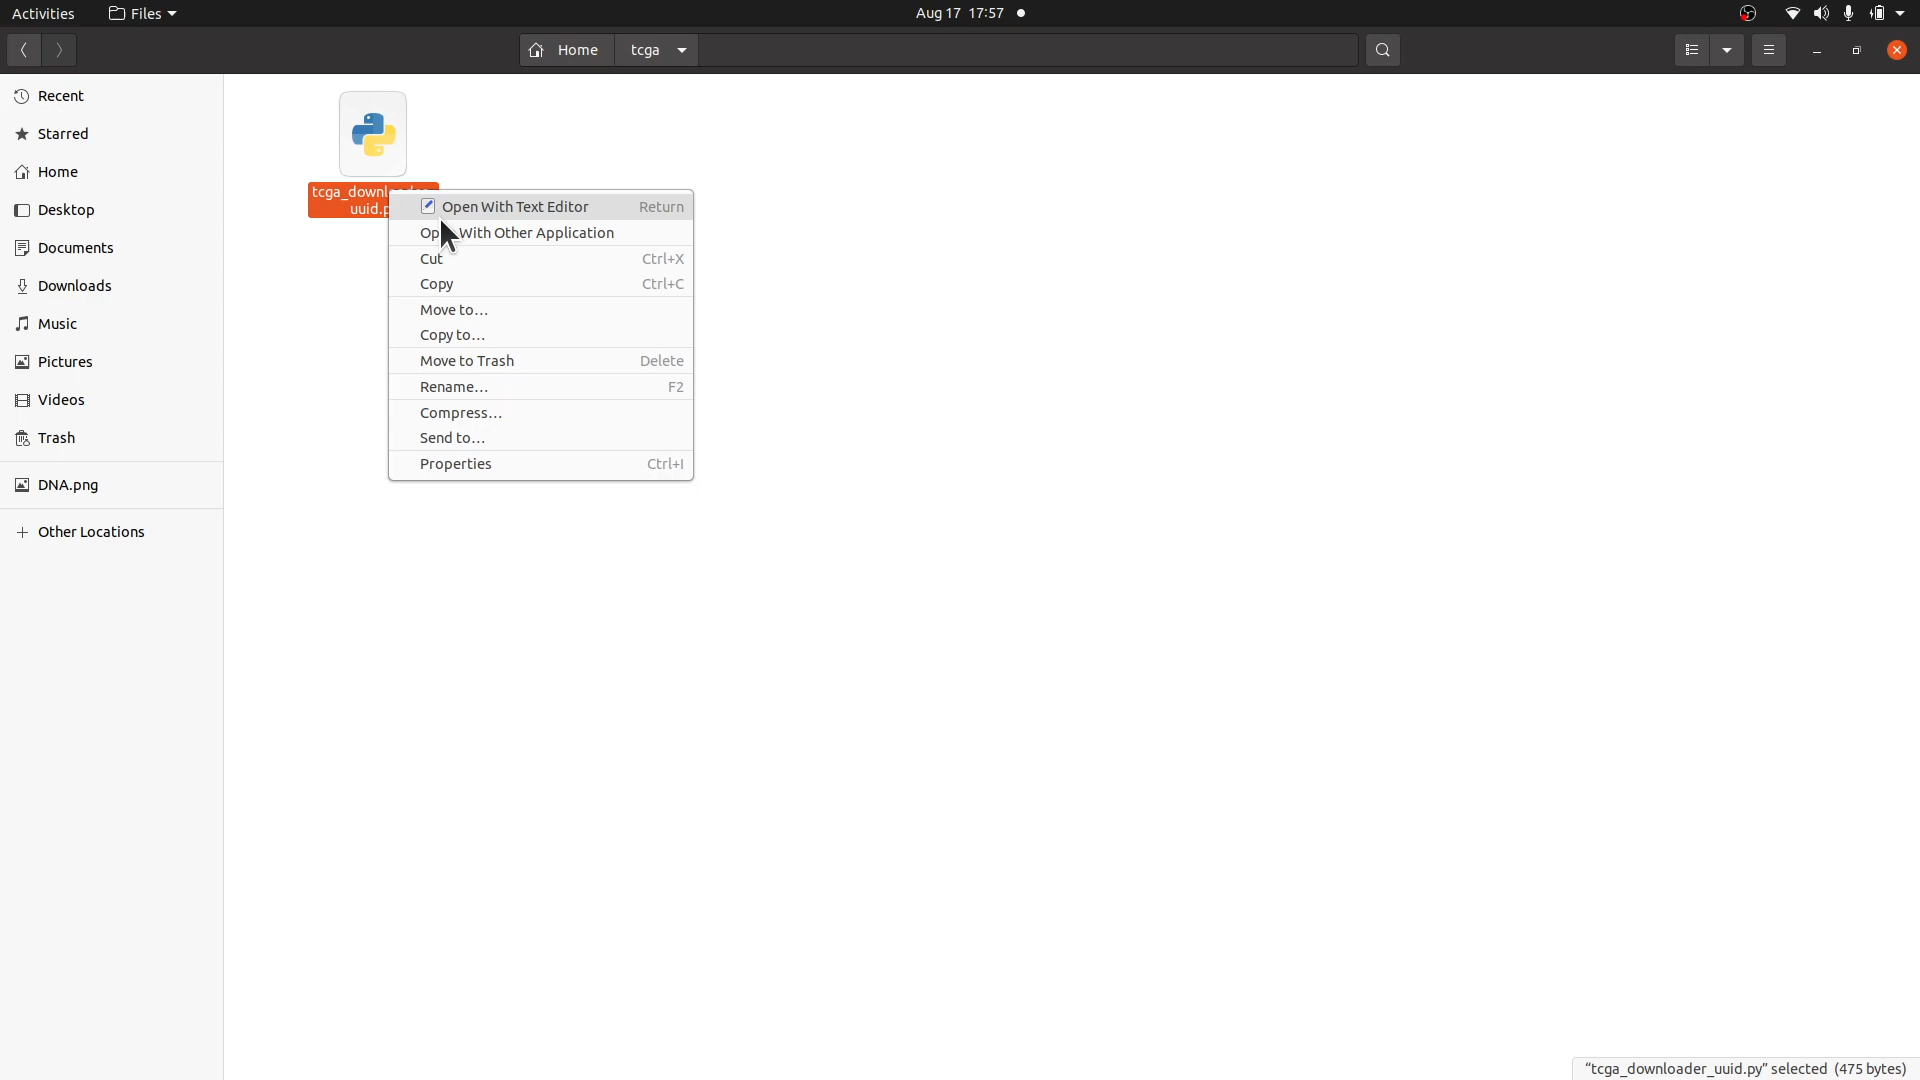 Activities Files Aug 17 17:57
Home tcga
Recent
Starred
Home
Desktop
Documents
Downloads
Music
Pictures
Videos
Trash
DNA.png
Other Locations
Open With Text Editor Return
With Other Application
Cut Ctrl+X
Copy Ctrl+C
Move to...
Copy to...
Move to Trash Delete
Rename... F2
Compress...
Send to...
Properties Ctrl+I
"tcga_downloader_uuid.py" selected (475 bytes)